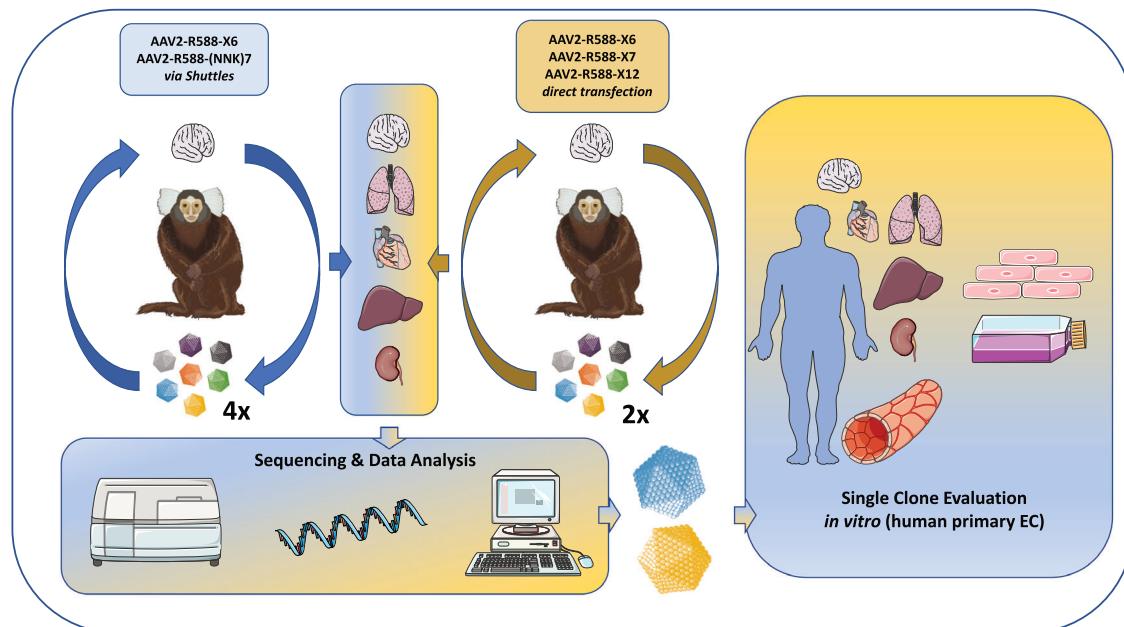 AAV2-R588-X6
AAV2-R588-(NNK)7
via Shuttles
AAV2-R588-X6
AAV2-R588-X7
AAV2-R588-X12
direct transfection
4x
2x
Sequencing & Data Analysis
Single Clone Evaluation
in vitro (human primary EC)